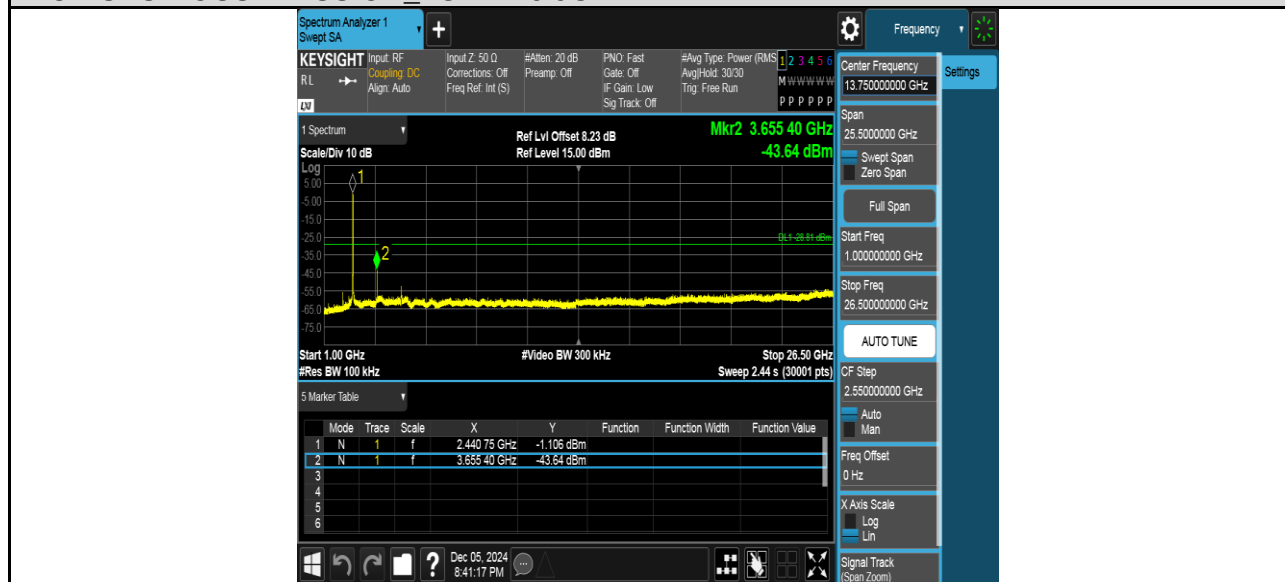 Spectrum Analyzer 1
Swept SA
+
Frequency
KEYSIGHT
RL
LXI
Input: RF
Coupling: DC
Align: Auto
Input Z: 50 Ω
Corrections: Off
Freq Ref: Int (S)
#Atten: 20 dB
Preamp: Off
PNO: Fast
Gate: Off
IF Gain: Low
Sig Track: Off
#Avg Type: Power (RMS
Avg|Hold: 30/30
Trig: Free Run
1 2 3 4 5 6
M W W W W W
P P P P P P
Center Frequency
13.750000000 GHz
Settings
Span
25.5000000 GHz
Swept Span
Zero Span
Full Span
Start Freq
1.000000000 GHz
Stop Freq
26.500000000 GHz
AUTO TUNE
CF Step
2.550000000 GHz
Auto
Man
Freq Offset
0 Hz
X Axis Scale
Log
Lin
Signal Track
(Span Zoom)
1 Spectrum
Scale/Div 10 dB
Ref Lvl Offset 8.23 dB
Ref Level 15.00 dBm
Mkr2 3.655 40 GHz
-43.64 dBm
Log
5.00
-5.00
-15.0
-25.0
-35.0
-45.0
-55.0
-65.0
-75.0
1
2
DL1 -28.91 dBm
Start 1.00 GHz
#Res BW 100 kHz
#Video BW 300 kHz
Stop 26.50 GHz
Sweep 2.44 s (30001 pts)
5 Marker Table
Mode Trace Scale X Y Function Function Width Function Value
1 N 1 f 2.440 75 GHz -1.106 dBm
2 N 1 f 3.655 40 GHz -43.64 dBm
3
4
5
6
?
Dec 05, 2024
8:41:17 PM